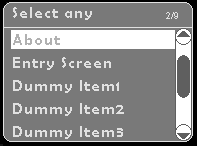 Select any 2/9
About
Entry Screen
Dummy Item1
Dummy Item2
Dummy Item3